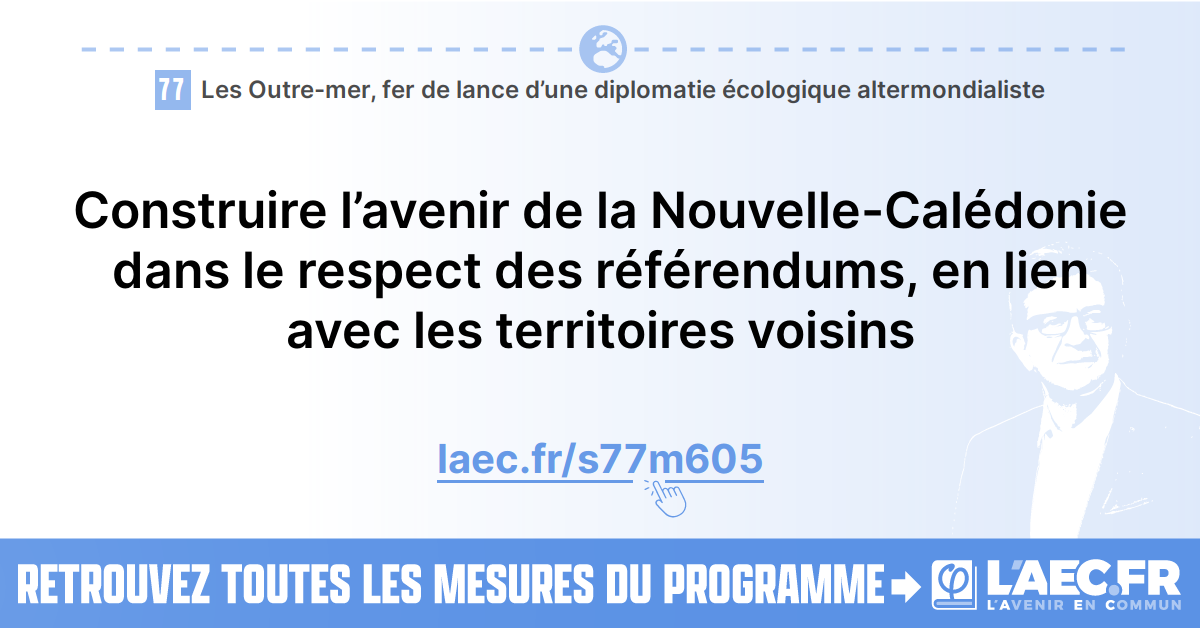 77 Les Outre-mer, fer de lance d’une diplomatie écologique altermondialiste
Construire l’avenir de la Nouvelle-Calédonie
dans le respect des référendums, en lien
avec les territoires voisins
laec.fr/s77m605
RETROUVEZ TOUTES LES MESURES DU PROGRAMME
φ L'AEC.FR
L'AVENIR EN COMMUN